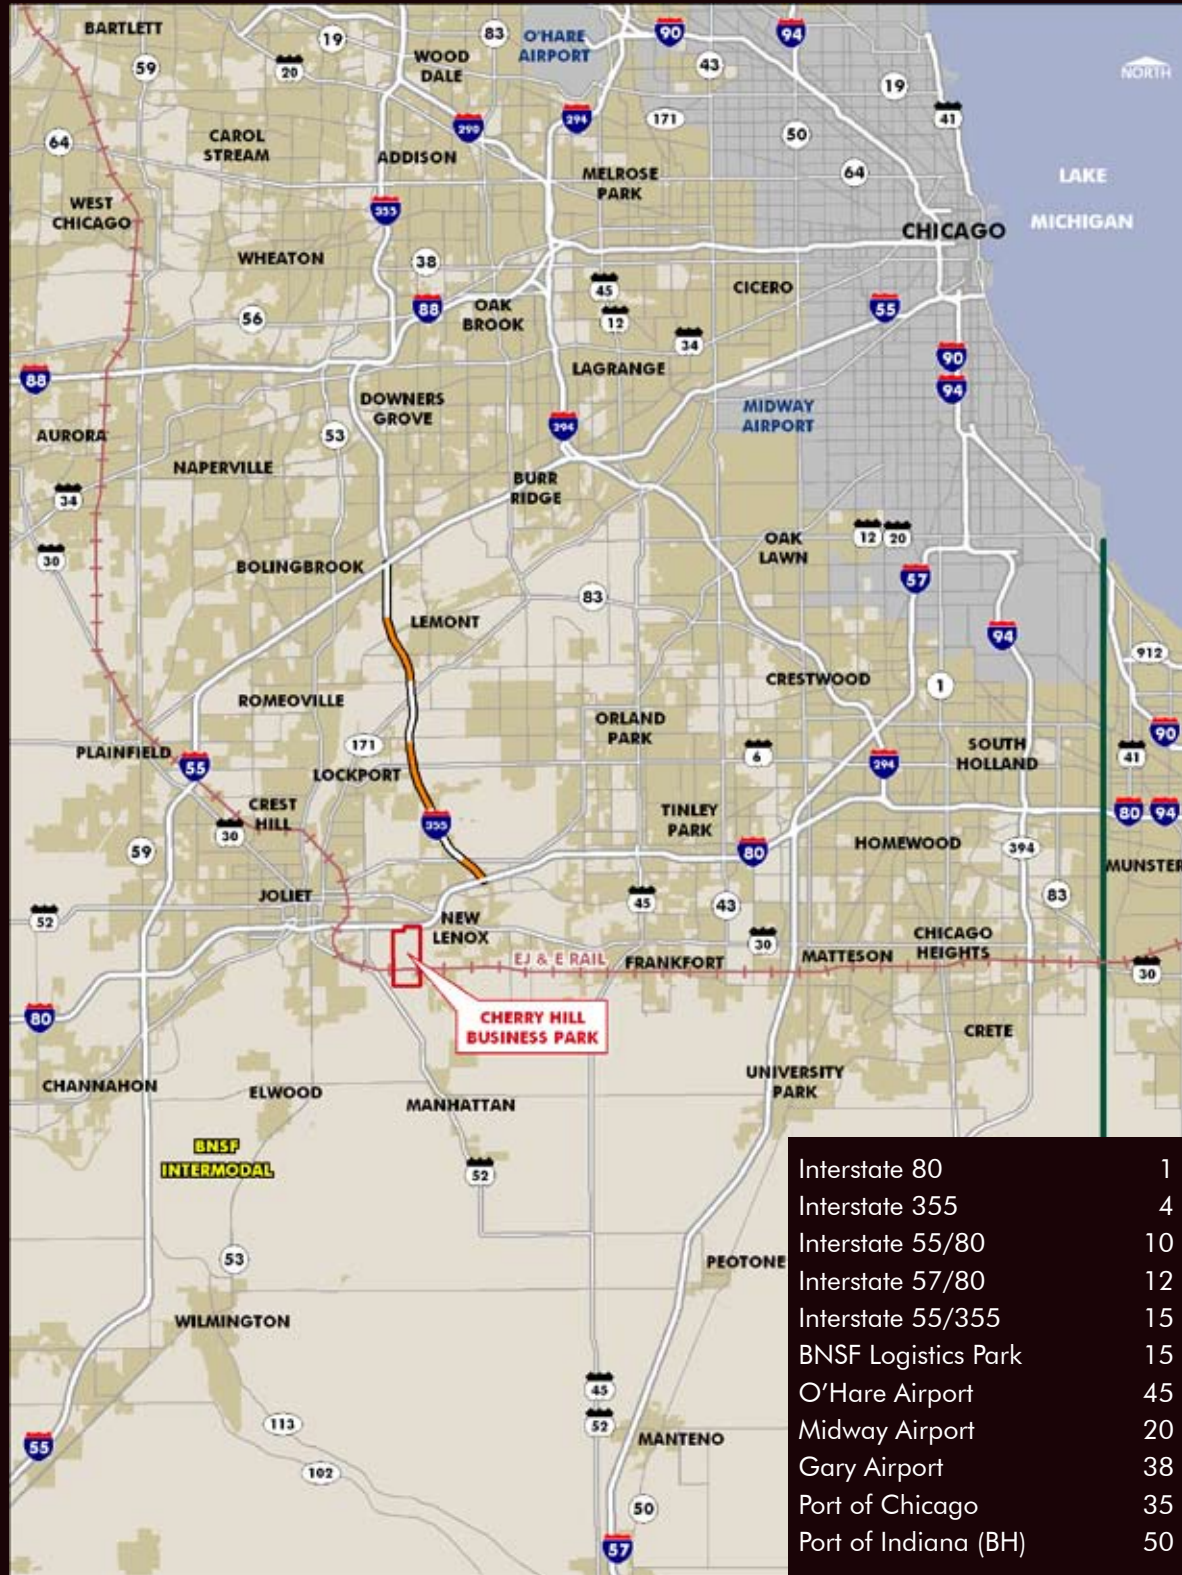 BARTLETT
19
83
O'HARE
AIRPORT
90
94
59
20
WOOD
DALE
43
NORTH
19
41
64
CAROL
STREAM
290
294
171
50
ADDISON
MELROSE
PARK
64
LAKE
MICHIGAN
WEST
CHICAGO
355
CHICAGO
WHEATON
38
45
CICERO
56
88
OAK
BROOK
12
55
34
90
88
LAGRANGE
94
DOWNERS
GROVE
MIDWAY
AIRPORT
AURORA
53
294
NAPERVILLE
BURR
RIDGE
34
30
OAK
LAWN
12
20
BOLINGBROOK
57
83
LEMONT
94
912
ROMEOVILLE
CRESTWOOD
1
ORLAND
PARK
90
PLAINFIELD
171
6
SOUTH
HOLLAND
41
55
LOCKPORT
294
CREST
HILL
30
355
TINLEY
PARK
80
94
59
80
HOMEWOOD
394
MUNSTER
JOLIET
45
43
83
52
NEW
LENOX
30
CHICAGO
HEIGHTS
EJ & E RAIL
FRANKFORT
MATTESON
30
80
CHERRY HILL
BUSINESS PARK
CRETE
CHANNAHON
ELWOOD
MANHATTAN
UNIVERSITY
PARK
BNSF
INTERMODAL
52
53
PEOTONE
WILMINGTON
45
52
55
113
MANTENO
102
50
57
Interstate 80 1
Interstate 355 4
Interstate 55/80 10
Interstate 57/80 12
Interstate 55/355 15
BNSF Logistics Park 15
O'Hare Airport 45
Midway Airport 20
Gary Airport 38
Port of Chicago 35
Port of Indiana (BH) 50